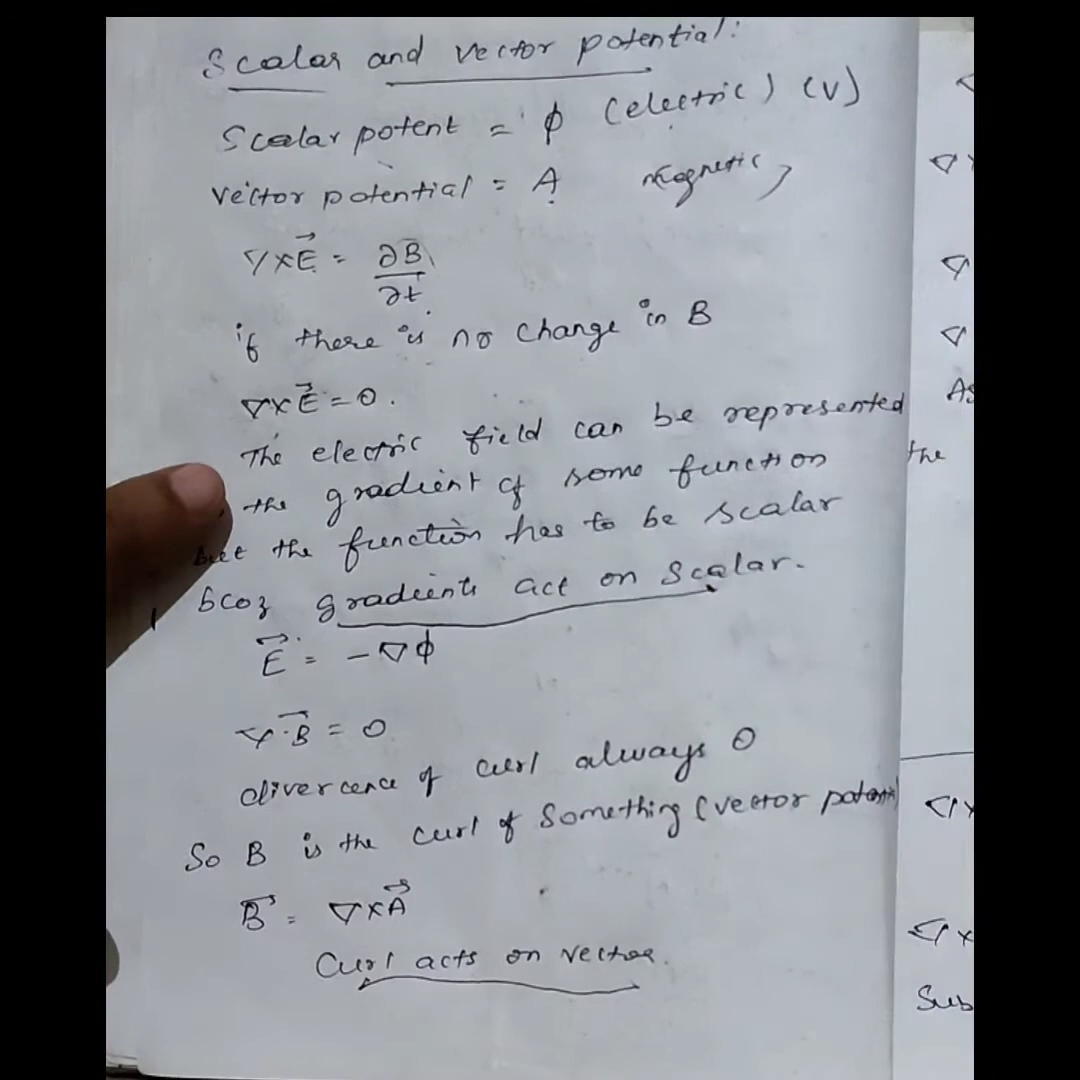 Scalar and vector potential:
Scalar potent = ϕ (electric) (V)
Vector potential = A magnetic
∇×E⃗ = ∂B/∂t
if there is no change in B
∇×E⃗ = 0.
The electric field can be represented
the gradient of some function
but the function has to be scalar
bcoz gradients act on scalar.
E⃗ = -∇ϕ
∇·B⃗ = 0
divercence of curl always 0
So B is the curl of Something (vector
B⃗ = ∇×A⃗
Curl acts on vector.
∇×
∇
∇
As
the
∇×
∇×
Sub